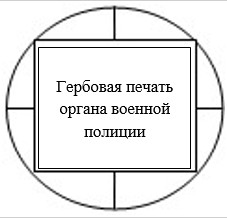 Гербовая печать
органа военной
полиции